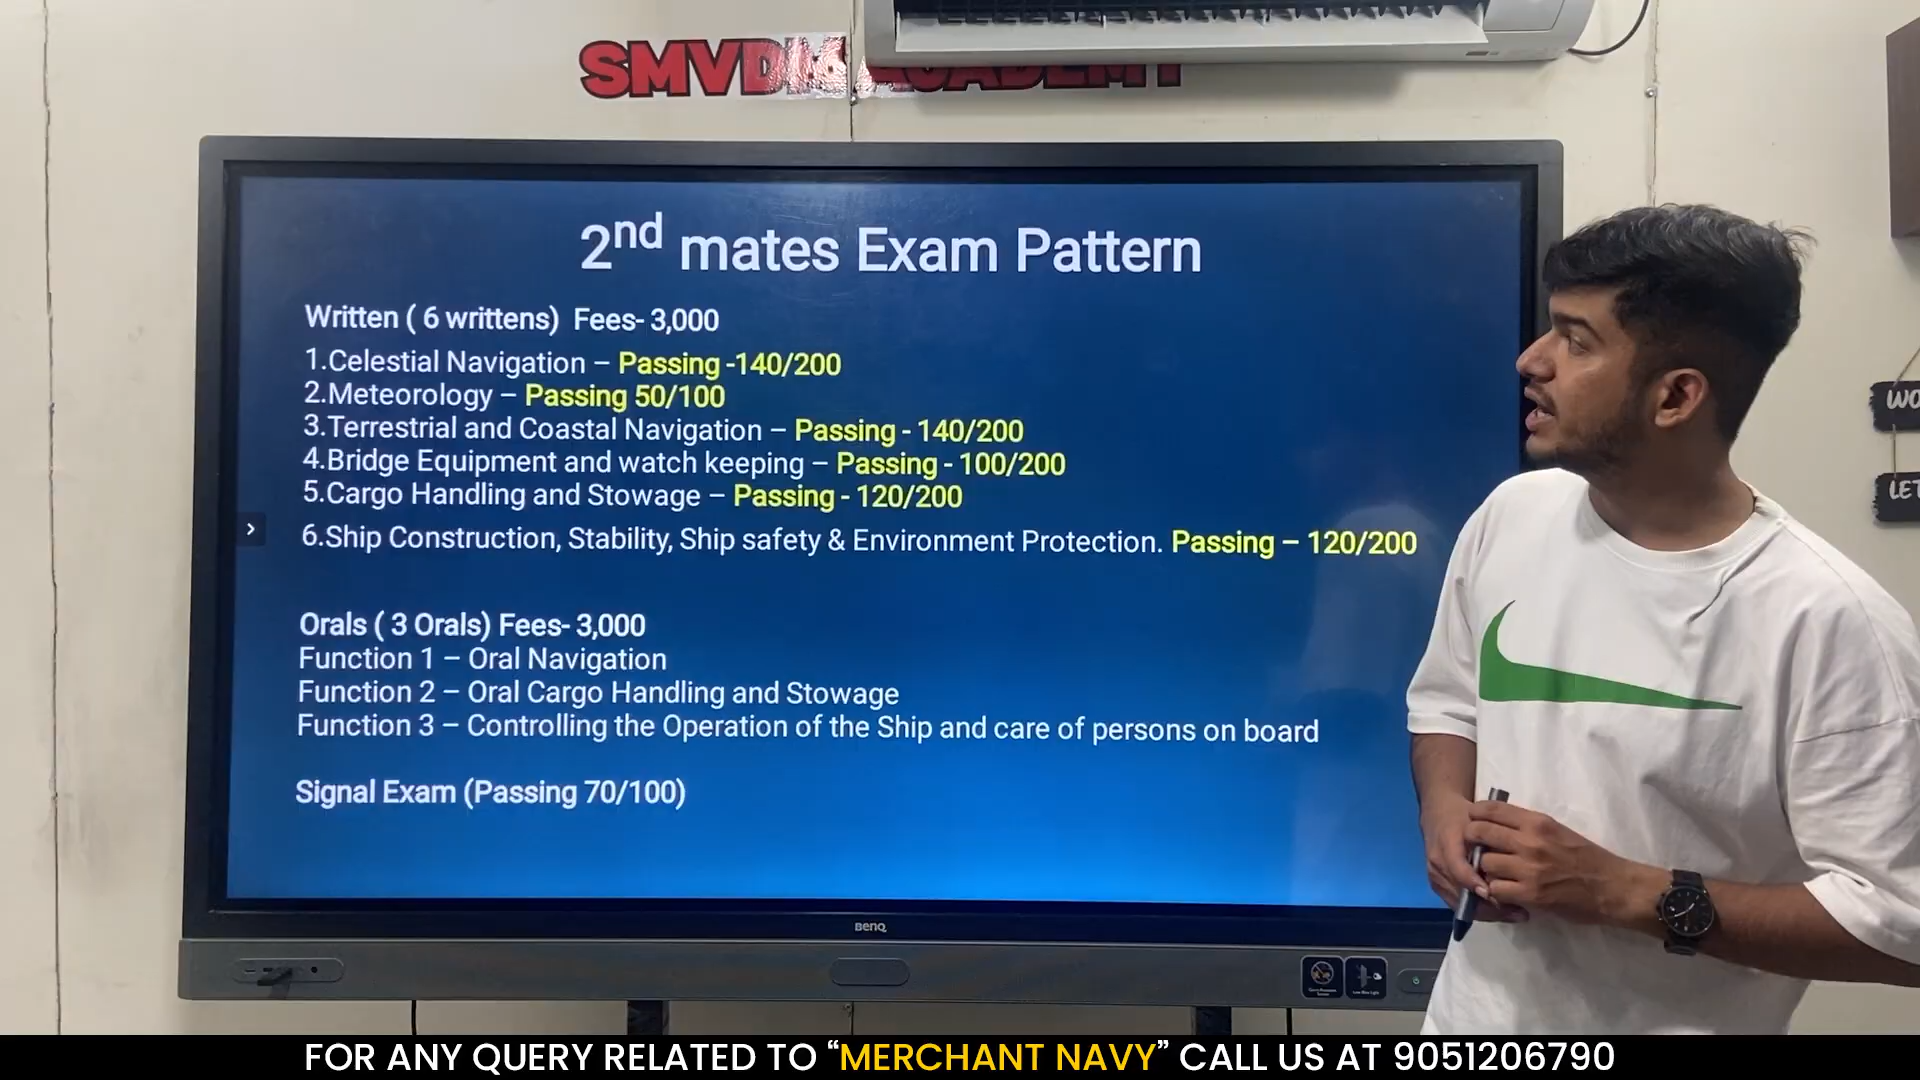 SMVDM ACADEMY
2nd mates Exam Pattern
Written ( 6 writtens) Fees- 3,000
1.Celestial Navigation – Passing -140/200
2.Meteorology – Passing 50/100
3.Terrestrial and Coastal Navigation – Passing - 140/200
4.Bridge Equipment and watch keeping – Passing - 100/200
5.Cargo Handling and Stowage – Passing - 120/200
6.Ship Construction, Stability, Ship safety & Environment Protection. Passing – 120/200
Orals ( 3 Orals) Fees- 3,000
Function 1 – Oral Navigation
Function 2 – Oral Cargo Handling and Stowage
Function 3 – Controlling the Operation of the Ship and care of persons on board
Signal Exam (Passing 70/100)
BenQ
WO
LET
FOR ANY QUERY RELATED TO “MERCHANT NAVY” CALL US AT 9051206790